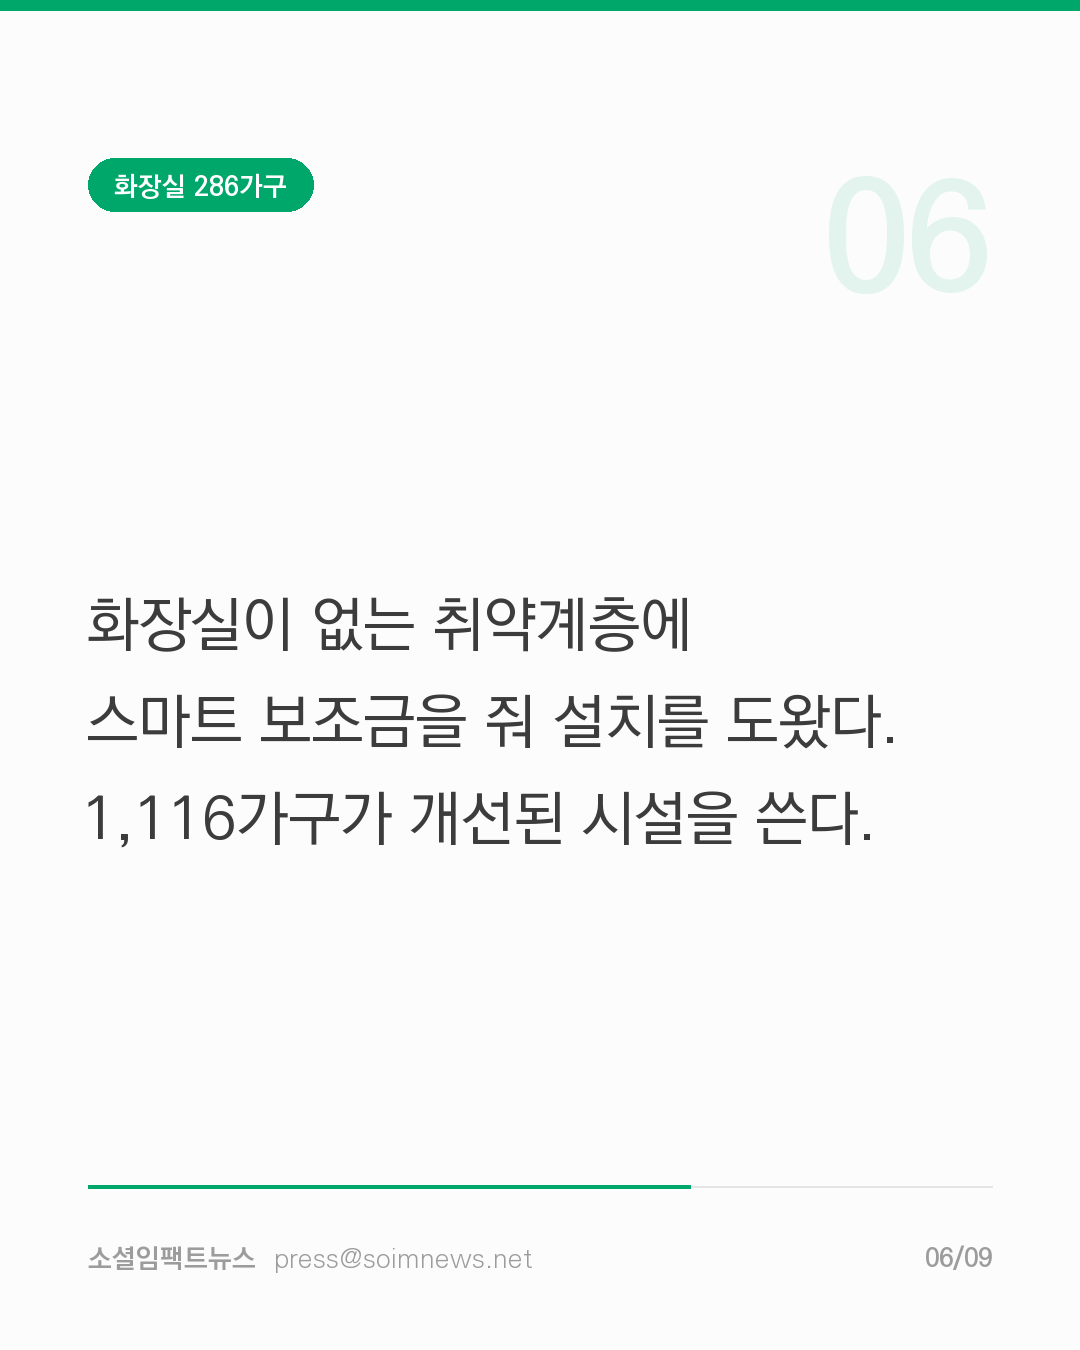 화장실 286가구
06
화장실이 없는 취약계층에
스마트 보조금을 줘 설치를 도왔다.
1,116가구가 개선된 시설을 쓴다.
소셜임팩트뉴스 press@soimnews.net
06/09